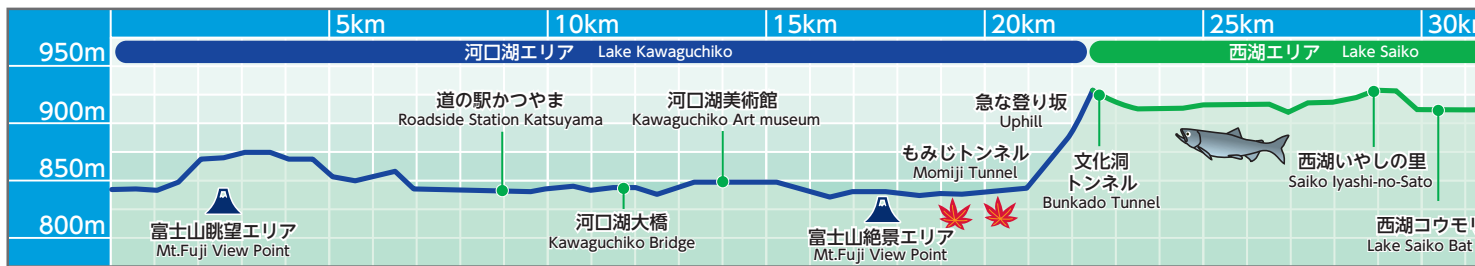 5km
10km
15km
20km
25km
30km
河口湖エリア Lake Kawaguchiko
西湖エリア Lake Saiko
950m
900m
850m
800m
道の駅かつやま
Roadside Station Katsuyama
河口湖美術館
Kawaguchiko Art museum
急な登り坂
Uphill
もみじトンネル
Momiji Tunnel
文化洞
トンネル
Bunkado Tunnel
西湖いやしの里
Saiko Iyashi-no-Sato
富士山眺望エリア
Mt.Fuji View Point
河口湖大橋
Kawaguchiko Bridge
富士山絶景エリア
Mt.Fuji View Point
西湖コウモリ
Lake Saiko Bat